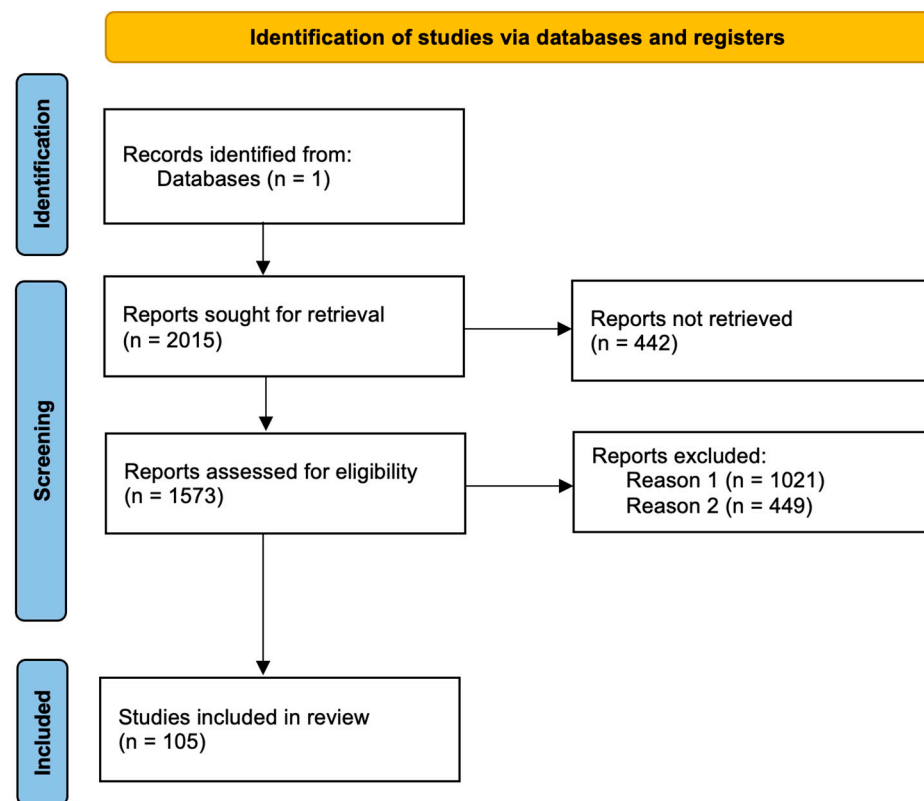 Identification of studies via databases and registers
Identification
Records identified from:
Databases (n = 1)
Screening
Reports sought for retrieval
(n = 2015)
Reports not retrieved
(n = 442)
Reports assessed for eligibility
(n = 1573)
Reports excluded:
Reason 1 (n = 1021)
Reason 2 (n = 449)
Included
Studies included in review
(n = 105)